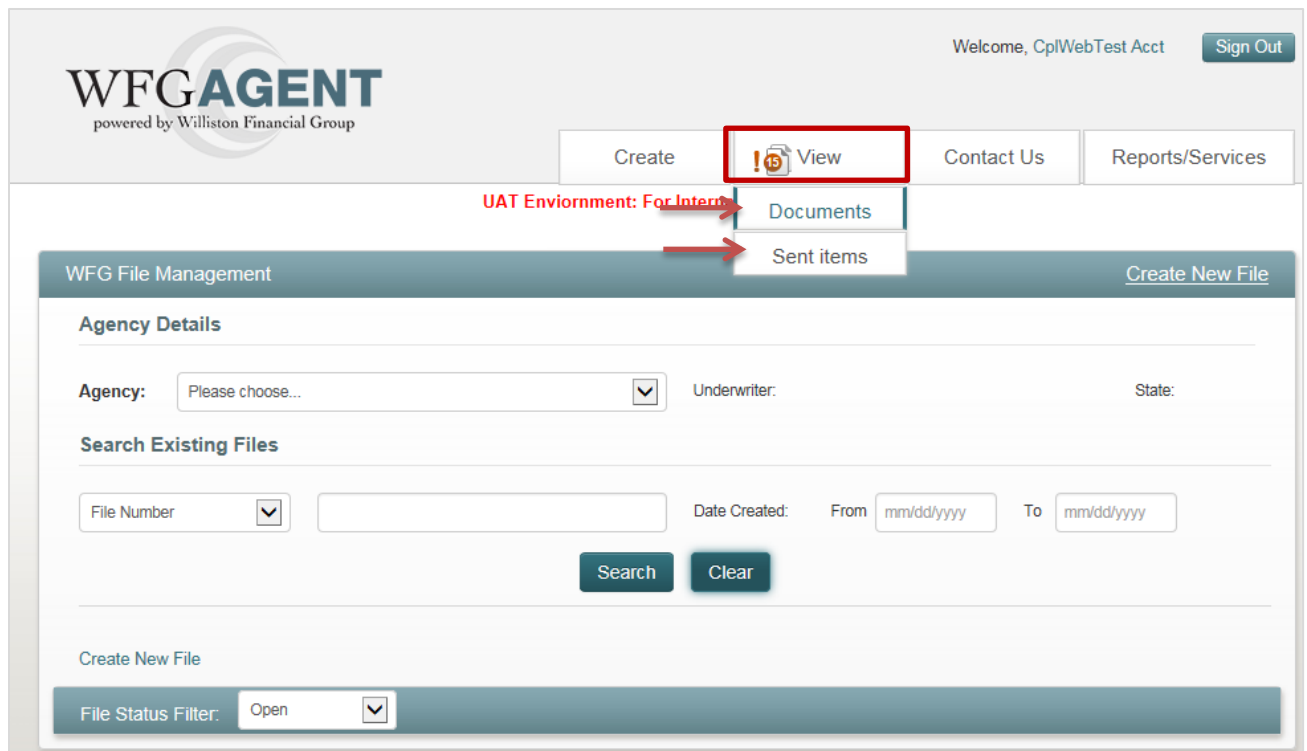 Welcome, CplWebTest Acct Sign Out
WFGAGENT
powered by Williston Financial Group
Create ! 15 View Contact Us Reports/Services
UAT Enviornment: For Intern
Documents
Sent items
WFG File Management Create New File
Agency Details
Agency: Please choose... Underwriter: State:
Search Existing Files
File Number Date Created: From mm/dd/yyyy To mm/dd/yyyy
Search Clear
Create New File
File Status Filter: Open